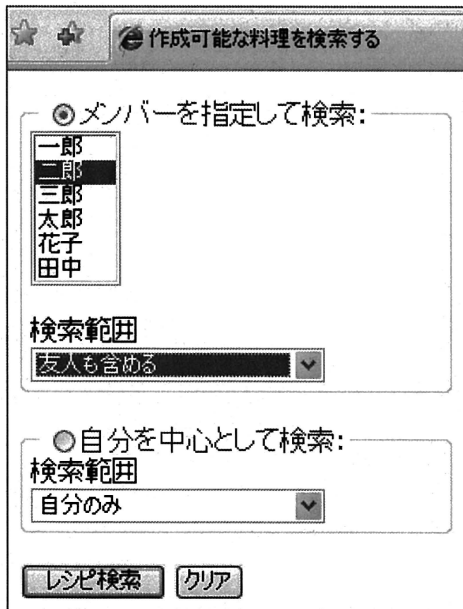 作成可能な料理を検索する
メンバーを指定して検索:
一郎
二郎
三郎
太郎
花子
田中
検索範囲
友人も含める
自分を中心として検索:
検索範囲
自分のみ
レシピ検索 クリア